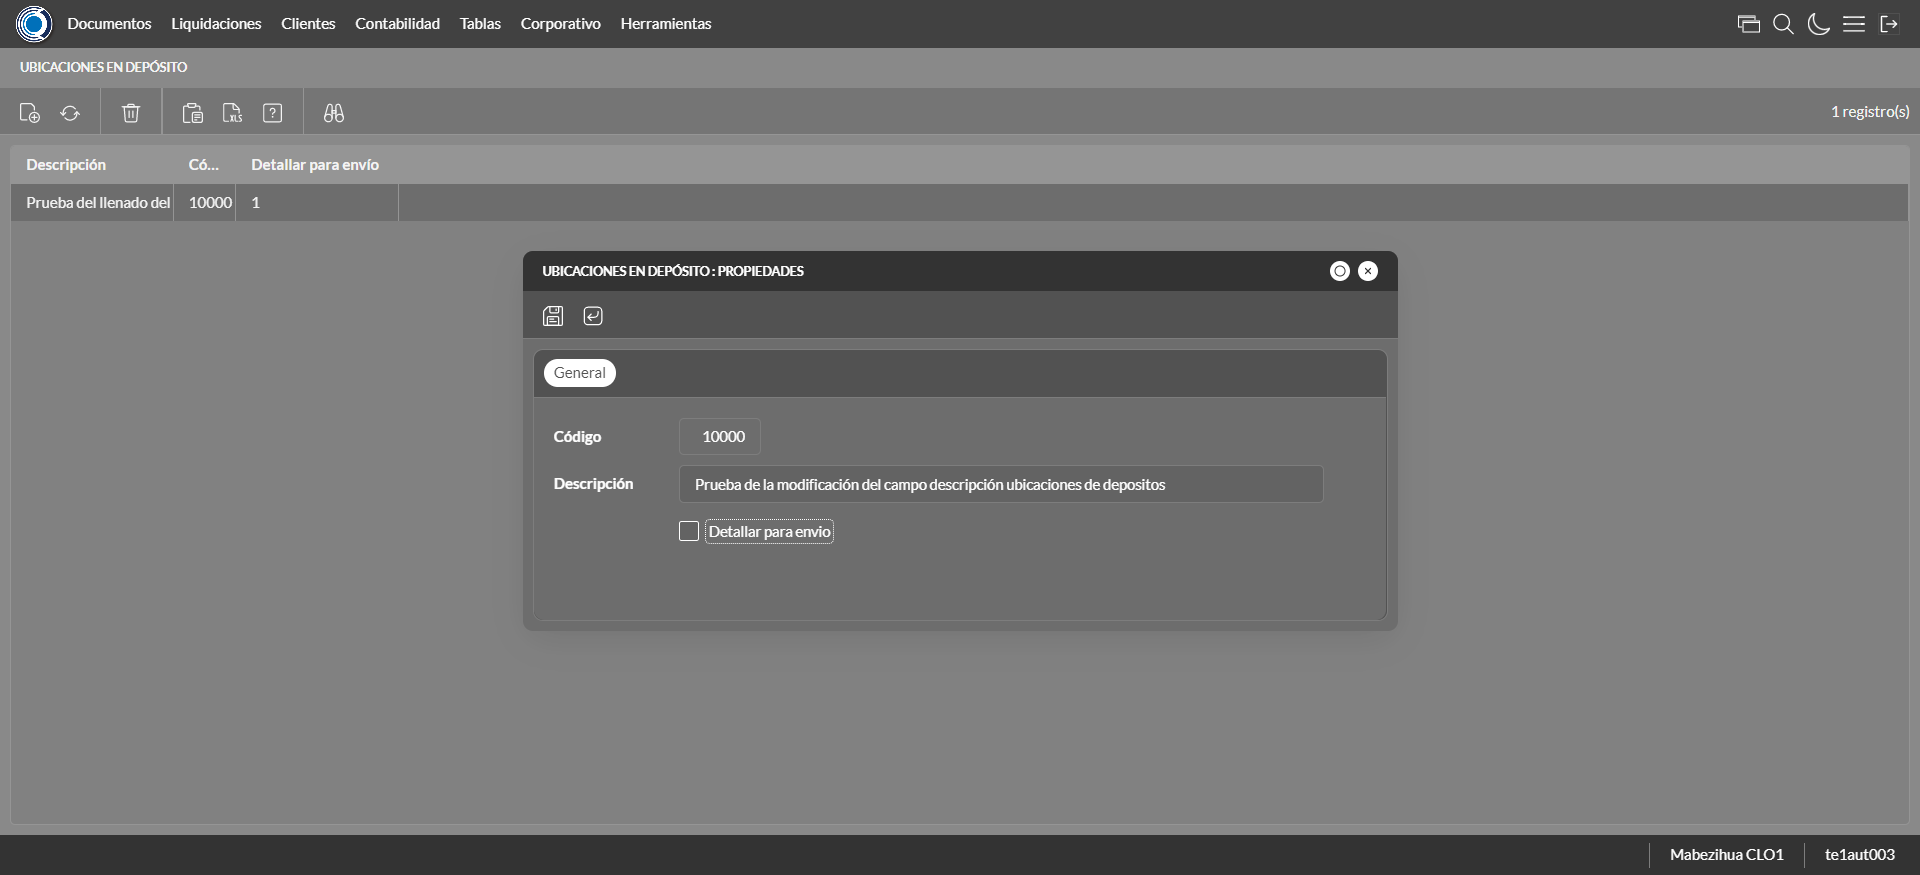 Documentos Liquidaciones Clientes Contabilidad Tablas Corporativo Herramientas
UBICACIONES EN DEPÓSITO
XLS ? 1 registro(s)
Descripción Có... Detallar para envío
Prueba del llenado del 10000 1
UBICACIONES EN DEPÓSITO : PROPIEDADES
General
Código 10000
Descripción Prueba de la modificación del campo descripción ubicaciones de depositos
Detallar para envio
Mabezihua CLO1 te1aut003